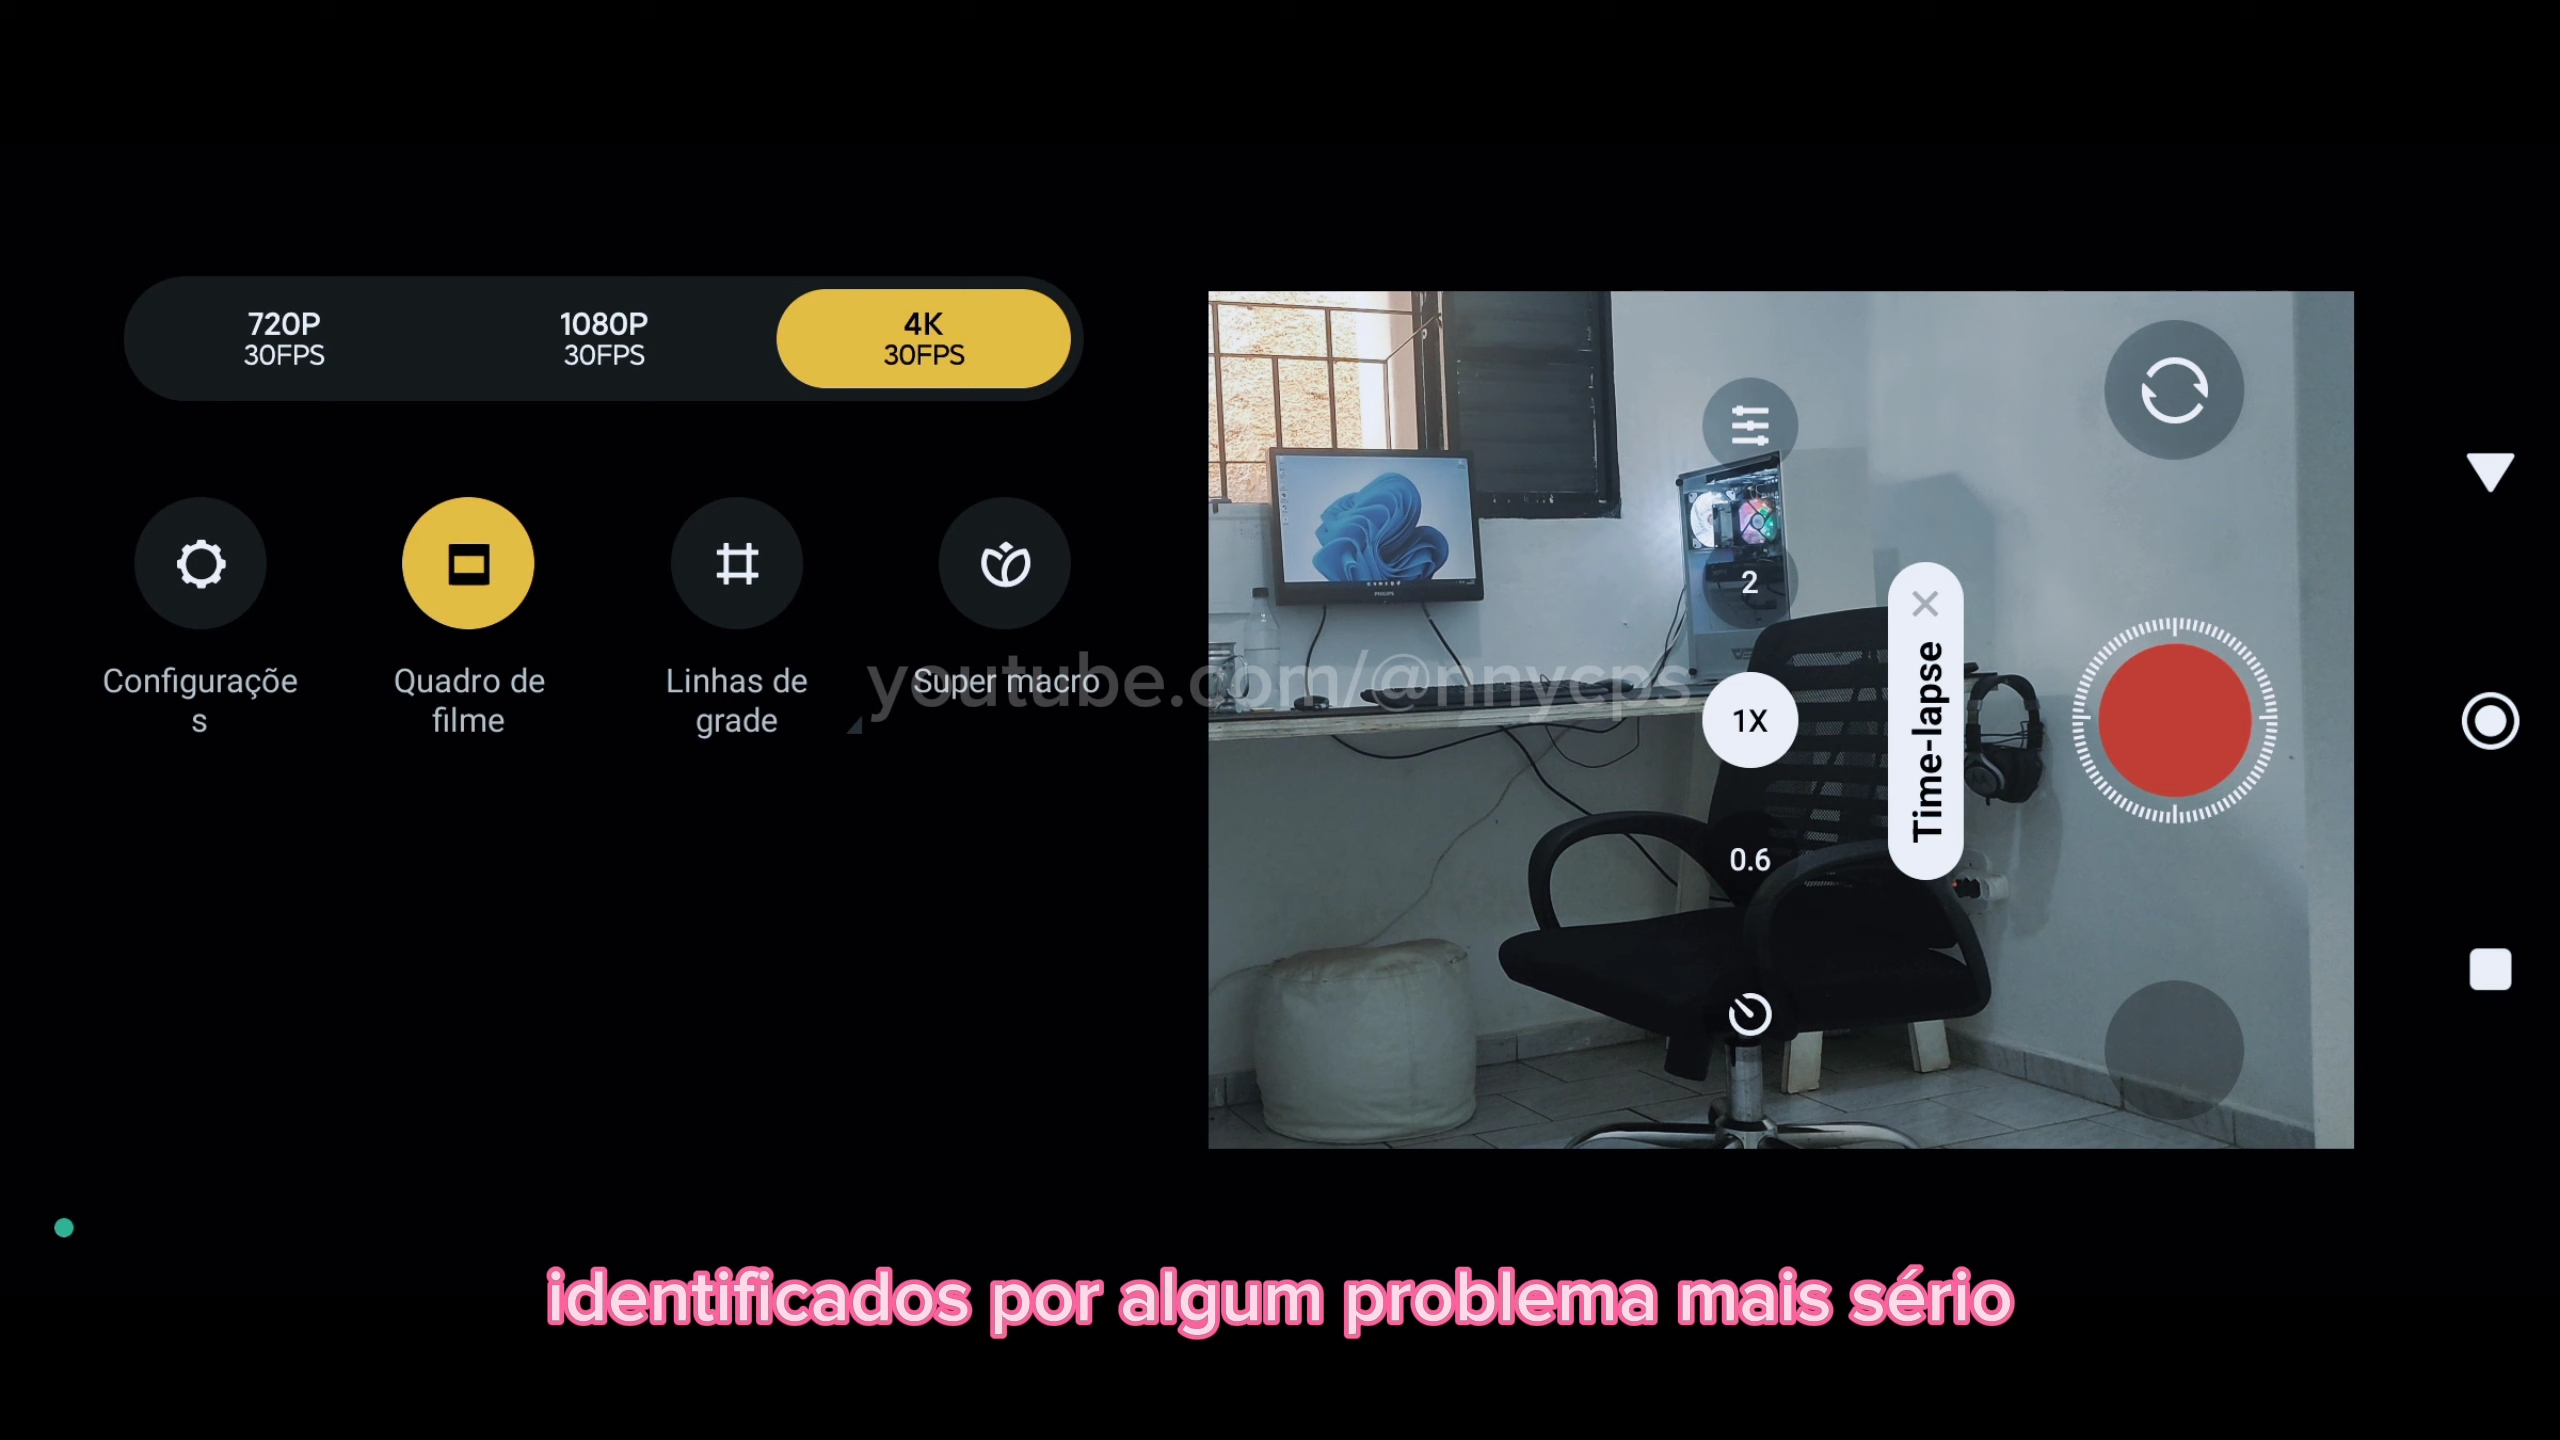 720P
30FPS
1080P
30FPS
4K
30FPS
Configuraçõe
s
Quadro de
filme
Linhas de
grade
Super macro
youtube.com/@nnycps
2
1X
0.6
Time-lapse
PHILIPS
identificados por algum problema mais sério